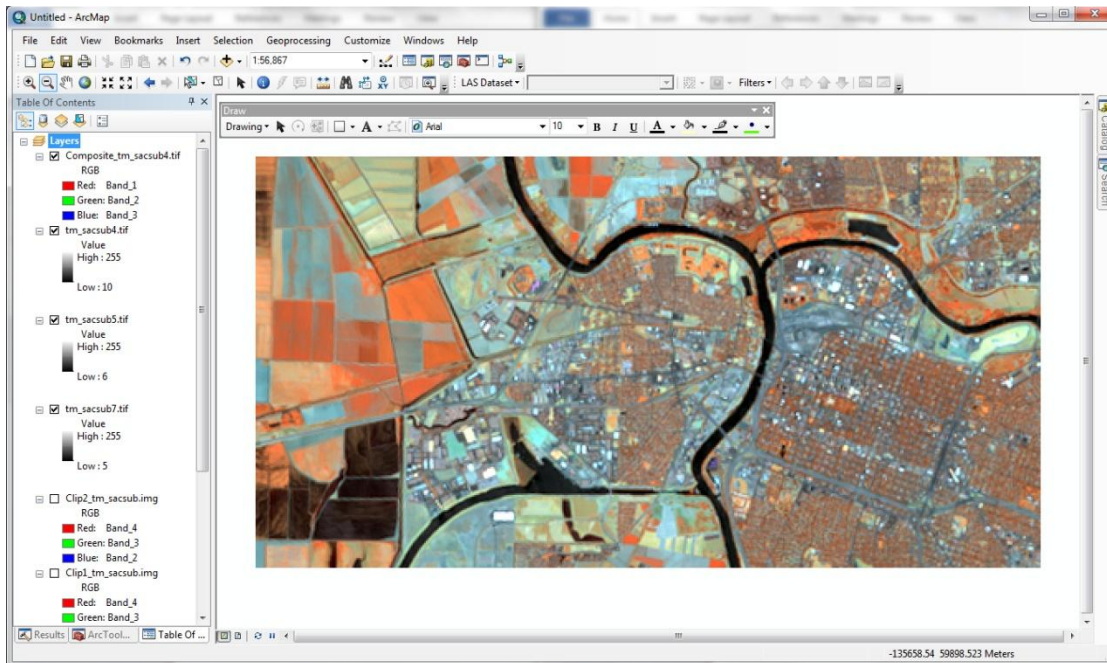 Untitled - ArcMap
File Edit View Bookmarks Insert Selection Geoprocessing Customize Windows Help
1:56,867
LAS Dataset Filters
Table Of Contents
Layers
Composite_tm_sacsub4.tif
RGB
Red: Band_1
Green: Band_2
Blue: Band_3
tm_sacsub4.tif
Value
High : 255
Low : 10
tm_sacsub5.tif
Value
High : 255
Low : 6
tm_sacsub7.tif
Value
High : 255
Low : 5
Clip2_tm_sacsub.img
RGB
Red: Band_4
Green: Band_3
Blue: Band_2
Clip1_tm_sacsub.img
RGB
Red: Band_4
Green: Band_3
Results ArcTool... Table Of ...
Draw
Drawing A Arial 10 B I U A
Catalog
Search
-135658.54 59898.523 Meters